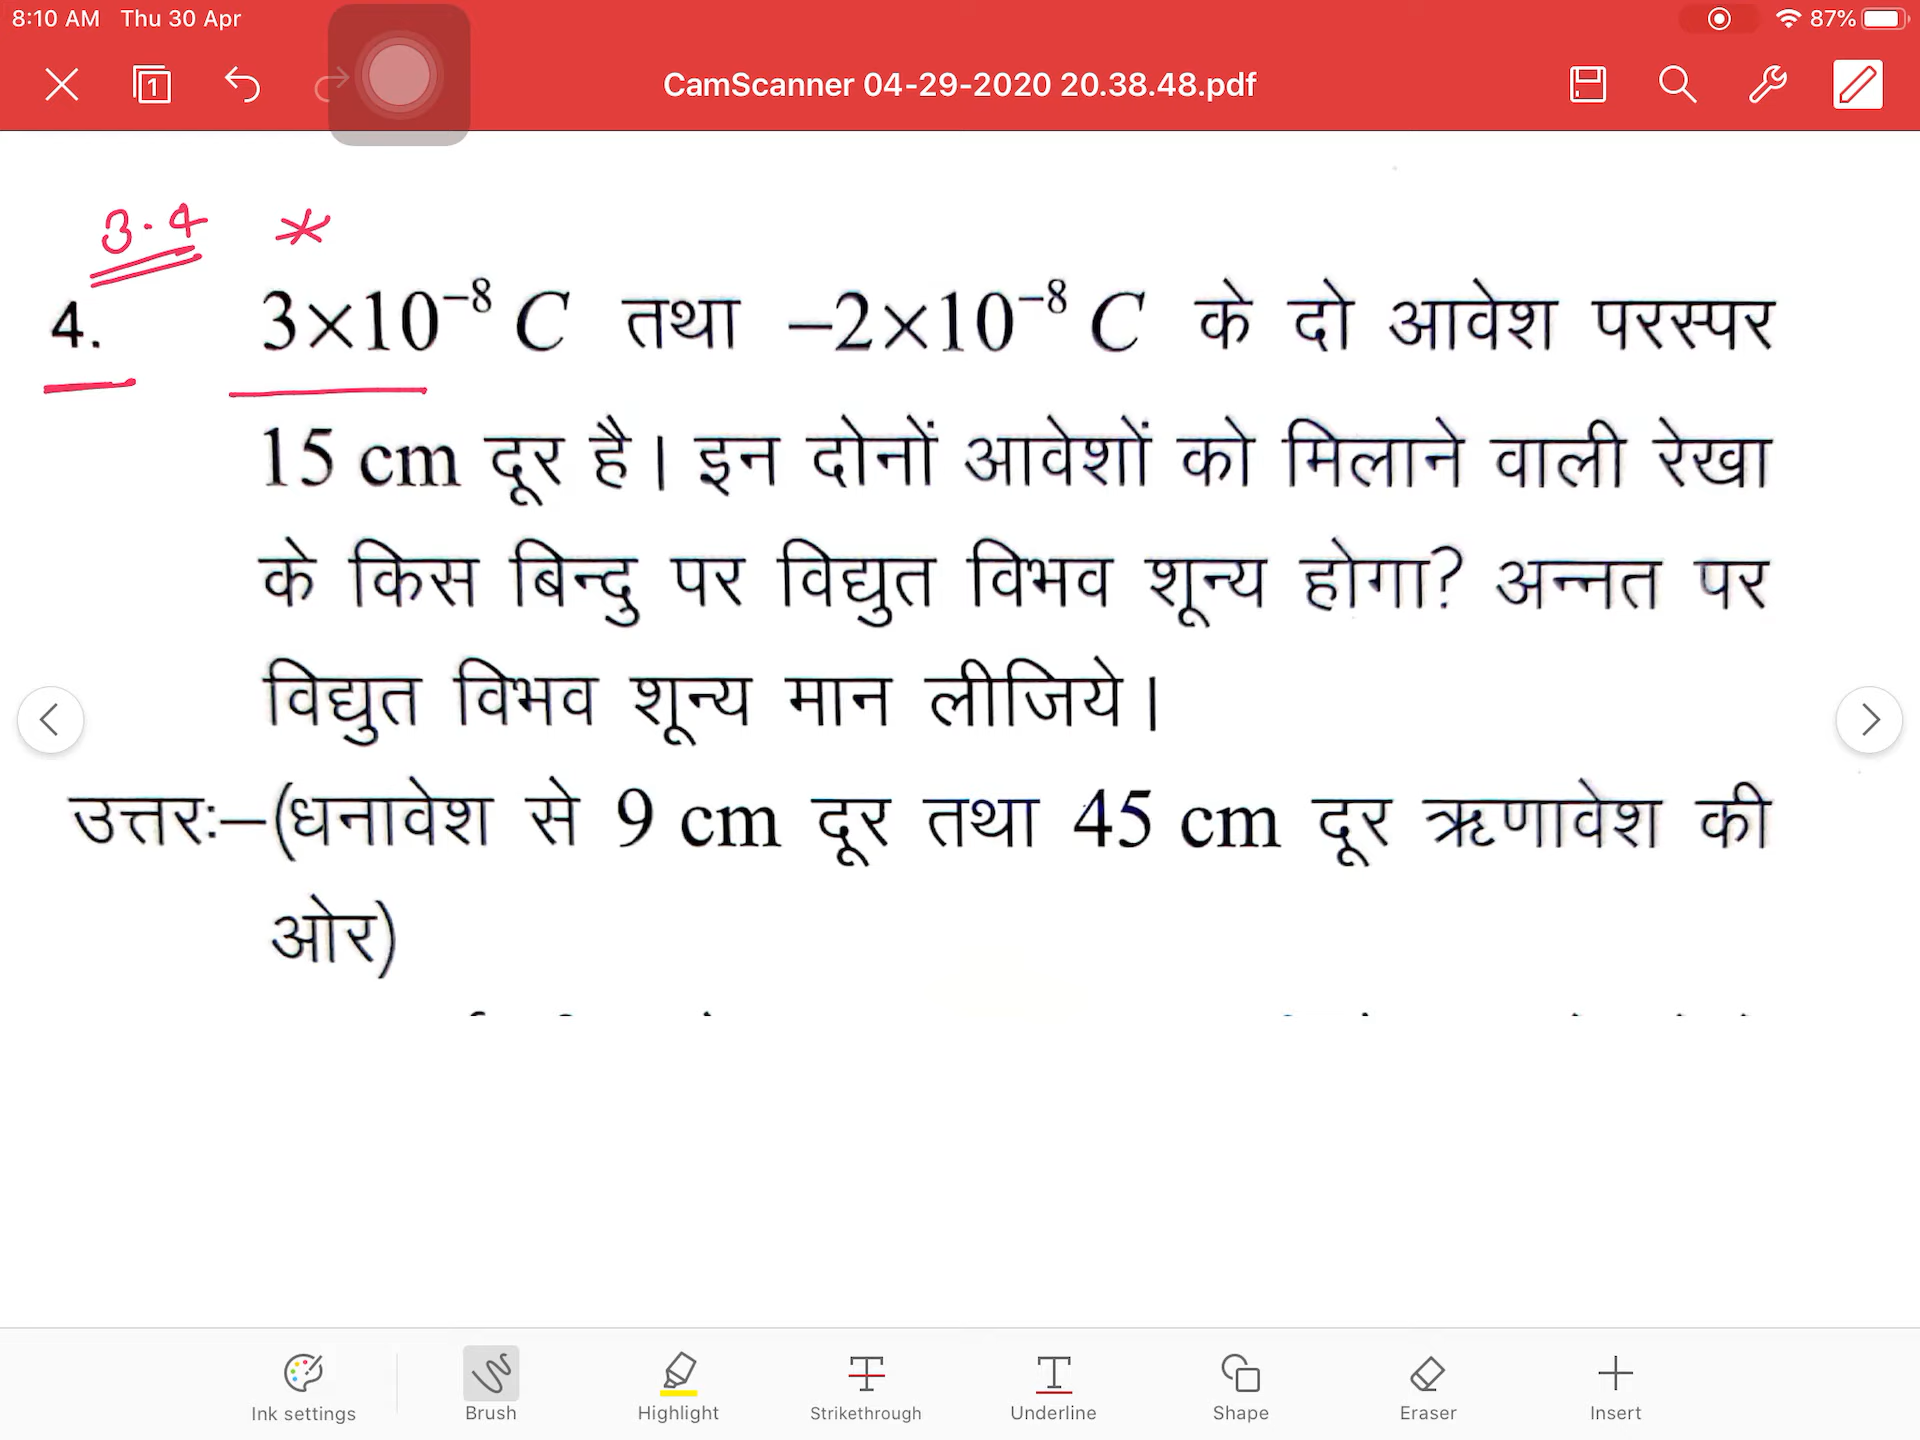 8:10 AM Thu 30 Apr 87%
1 CamScanner 04-29-2020 20.38.48.pdf
3.4 *
4. 3×10⁻⁸ C तथा –2×10⁻⁸ C के दो आवेश परस्पर
15 cm दूर है। इन दोनों आवेशों को मिलाने वाली रेखा
के किस बिन्दु पर विद्युत विभव शून्य होगा? अन्नत पर
विद्युत विभव शून्य मान लीजिये।
उत्तरः–(धनावेश से 9 cm दूर तथा 45 cm दूर ऋणावेश की
ओर)
Ink settings Brush Highlight Strikethrough Underline Shape Eraser Insert